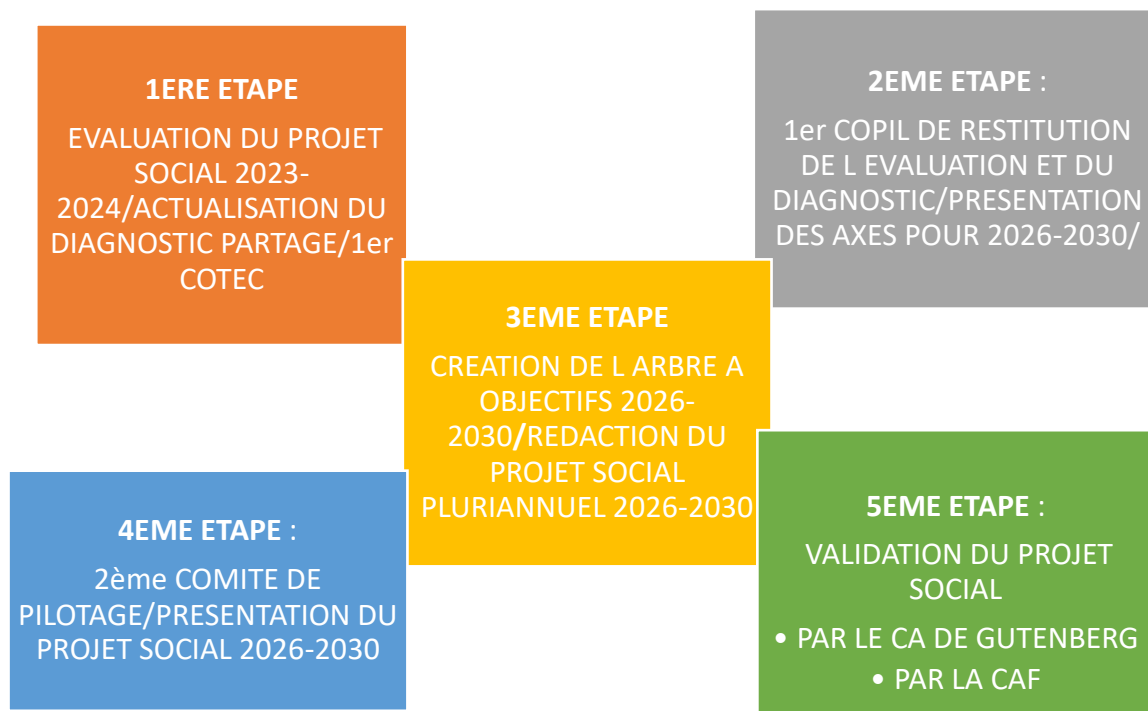 1ERE ETAPE
EVALUATION DU PROJET
SOCIAL 2023-
2024/ACTUALISATION DU
DIAGNOSTIC PARTAGE/1er
COTEC
2EME ETAPE :
1er COPIL DE RESTITUTION
DE L EVALUATION ET DU
DIAGNOSTIC/PRESENTATION
DES AXES POUR 2026-2030/
3EME ETAPE
CREATION DE L ARBRE A
OBJECTIFS 2026-
2030/REDACTION DU
PROJET SOCIAL
PLURIANNUEL 2026-2030
4EME ETAPE :
2ème COMITE DE
PILOTAGE/PRESENTATION DU
PROJET SOCIAL 2026-2030
5EME ETAPE :
VALIDATION DU PROJET
SOCIAL
• PAR LE CA DE GUTENBERG
• PAR LA CAF